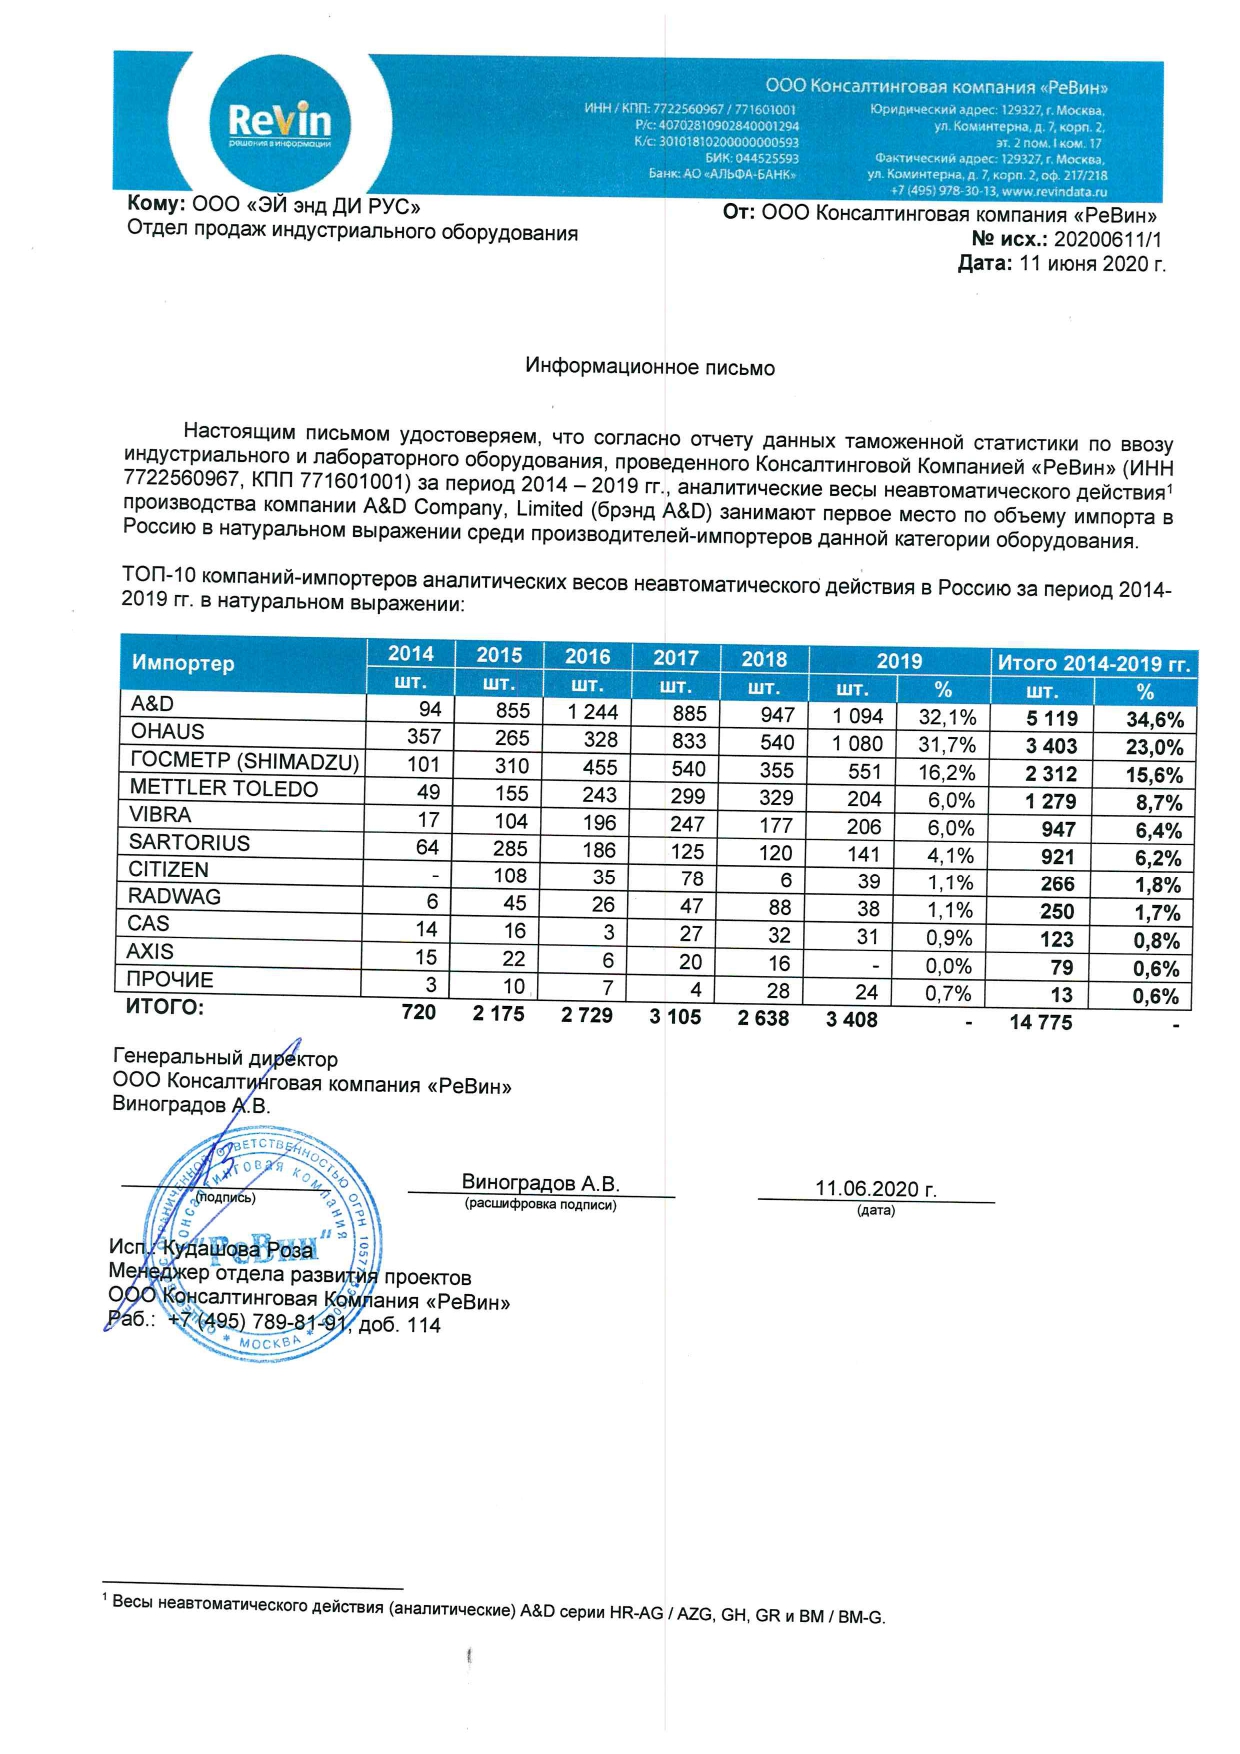 ReVin
решения в информации
ООО Консалтинговая компания «РеВин»
ИНН / КПП: 7722560967 / 771601001
Р/с: 40702810902840001294
К/с: 30101810200000000593
БИК: 044525593
Банк: АО «АЛЬФА-БАНК»
Юридический адрес: 129327, г. Москва,
ул. Коминтерна, д. 7, корп. 2,
эт. 2 пом. I ком. 17
Фактический адрес: 129327, г. Москва,
ул. Коминтерна, д. 7, корп. 2, оф. 217/218
+7 (495) 978-30-13, www.revindata.ru
Кому: ООО «ЭЙ энд ДИ РУС»
Отдел продаж индустриального оборудования
От: ООО Консалтинговая компания «РеВин»
№ исх.: 20200611/1
Дата: 11 июня 2020 г.
Информационное письмо
Настоящим письмом удостоверяем, что согласно отчету данных таможенной статистики по ввозу
индустриального и лабораторного оборудования, проведенного Консалтинговой Компанией «РеВин» (ИНН
7722560967, КПП 771601001) за период 2014 – 2019 гг., аналитические весы неавтоматического действия¹
производства компании A&D Company, Limited (брэнд A&D) занимают первое место по объему импорта в
Россию в натуральном выражении среди производителей-импортеров данной категории оборудования.
ТОП-10 компаний-импортеров аналитических весов неавтоматического действия в Россию за период 2014-
2019 гг. в натуральном выражении:
Импортер 2014 2015 2016 2017 2018 2019 Итого 2014-2019 гг.
шт. шт. шт. шт. шт. шт. % шт. %
A&D 94 855 1 244 885 947 1 094 32,1% 5 119 34,6%
OHAUS 357 265 328 833 540 1 080 31,7% 3 403 23,0%
ГОСМЕТР (SHIMADZU) 101 310 455 540 355 551 16,2% 2 312 15,6%
METTLER TOLEDO 49 155 243 299 329 204 6,0% 1 279 8,7%
VIBRA 17 104 196 247 177 206 6,0% 947 6,4%
SARTORIUS 64 285 186 125 120 141 4,1% 921 6,2%
CITIZEN - 108 35 78 6 39 1,1% 266 1,8%
RADWAG 6 45 26 47 88 38 1,1% 250 1,7%
CAS 14 16 3 27 32 31 0,9% 123 0,8%
AXIS 15 22 6 20 16 - 0,0% 79 0,6%
ПРОЧИЕ 3 10 7 4 28 24 0,7% 13 0,6%
ИТОГО: 720 2 175 2 729 3 105 2 638 3 408 - 14 775 -
Генеральный директор
ООО Консалтинговая компания «РеВин»
Виноградов А.В.
(подпись)
Виноградов А.В.
(расшифровка подписи)
11.06.2020 г.
(дата)
ОГРАНИЧЕННОЙ ОТВЕТСТВЕННОСТЬЮ ОГРН
Консалтинговая компания
"РеВин"
* МОСКВА *
Исп.: Кудашова Роза
Менеджер отдела развития проектов
ООО Консалтинговая Компания «РеВин»
Раб.: +7 (495) 789-81-91, доб. 114
¹ Весы неавтоматического действия (аналитические) A&D серии HR-AG / AZG, GH, GR и BM / BM-G.